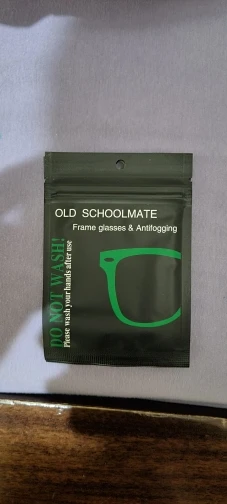 OLD SCHOOLMATE
Frame glasses & Antifogging
DO NOT WASH!
Please wash your hands after use